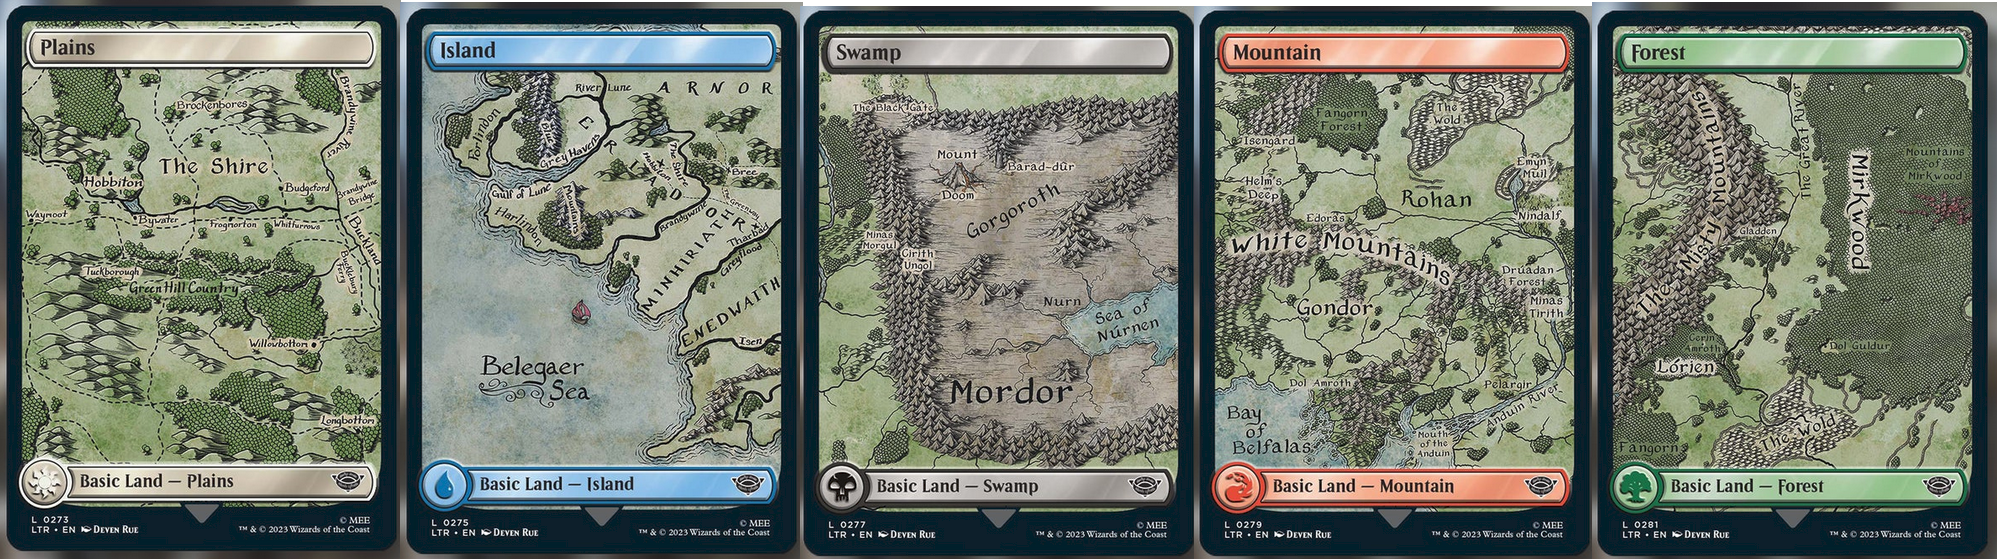 Plains
Brockenbores
Brandywine River
The Shire
Hobbiton
Budgeford
Brandywine Bridge
Waymoot
Bywater
Frogmorton
Whitfurrows
Buckland
Tuckborough
Bucklebury Ferry
Green Hill Country
Willowbottom
Longbottom
Basic Land — Plains
L 0273
LTR • EN Deven Rue
© MEE
™ & © 2023 Wizards of the Coast
Island
River Lune
ARNOR
Forlindon
Blue
Grey Havens
ERIADOR
The Shire
Hobbiton
Bree
Gulf of Lune
Mountains
Harlindon
Greenway
Brandywine
Tharbad
MINHIRIATH
Greyflood
ENEDWAITH
Isen
Belegaer
Sea
Basic Land — Island
L 0275
LTR • EN Deven Rue
© MEE
™ & © 2023 Wizards of the Coast
Swamp
The Black Gate
Mount
Doom
Barad-dûr
Gorgoroth
Minas
Morgul
Cirith
Ungol
Nurn
Sea of
Núrnen
Mordor
Basic Land — Swamp
L 0277
LTR • EN Deven Rue
© MEE
™ & © 2023 Wizards of the Coast
Mountain
Fangorn
Forest
The
Wold
Isengard
Emyn
Muil
Helm's
Deep
Rohan
Edoras
Nindalf
White Mountains
Drúadan
Forest
Gondor
Minas
Tirith
Dol Amroth
Pelargir
Bay
of
Belfalas
Anduin River
Mouth
of the
Anduin
Basic Land — Mountain
L 0279
LTR • EN Deven Rue
© MEE
™ & © 2023 Wizards of the Coast
Forest
The Misty Mountains
The Great River
Mirkwood
Mountains
of
Mirkwood
Gladden
Cerin
Amroth
Lórien
Dol Guldur
The Wold
Fangorn
Basic Land — Forest
L 0281
LTR • EN Deven Rue
© MEE
™ & © 2023 Wizards of the Coast